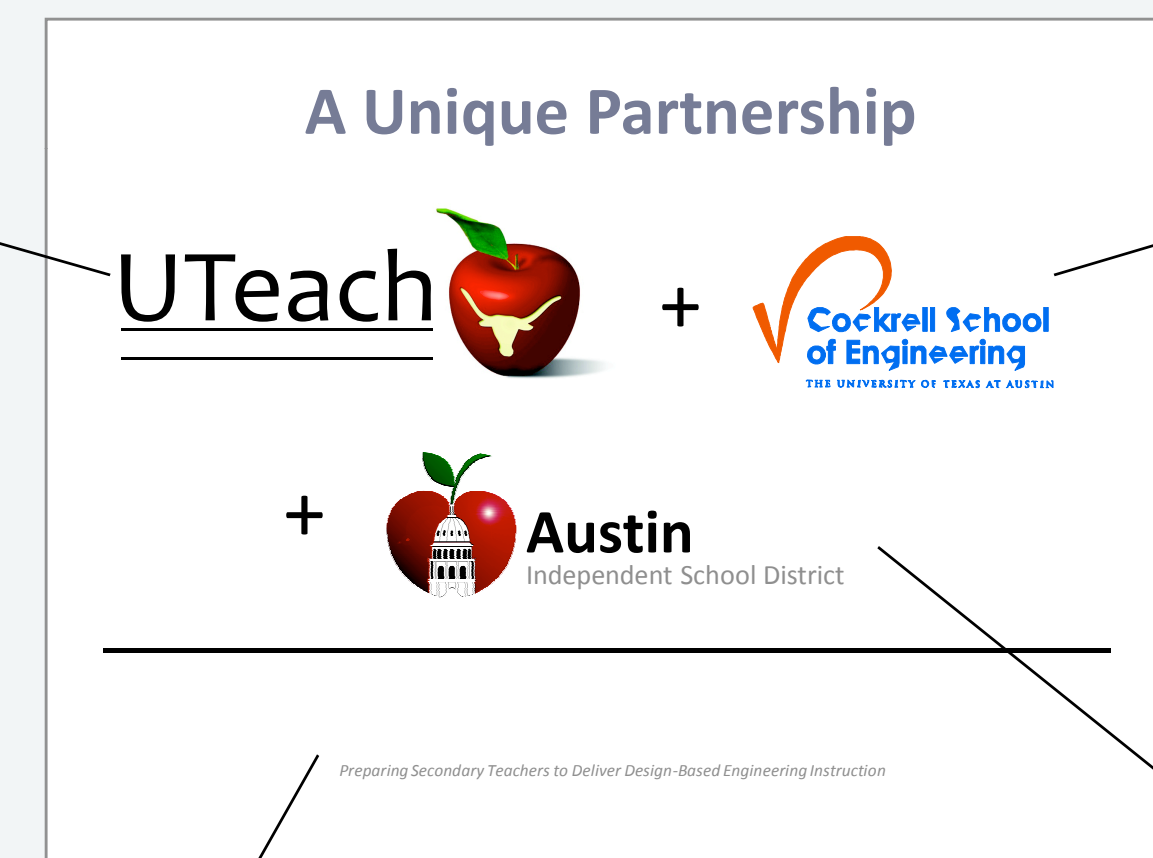 A Unique Partnership
UTeach
+
Cockrell School
of Engineering
THE UNIVERSITY OF TEXAS AT AUSTIN
+
Austin
Independent School District
Preparing Secondary Teachers to Deliver Design-Based Engineering Instruction